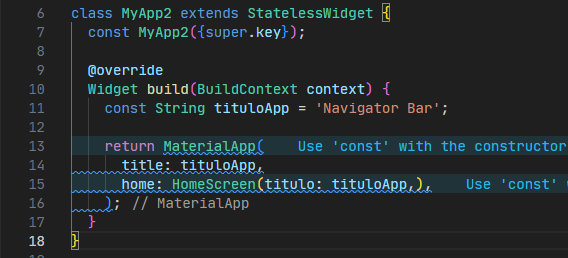 6 class MyApp2 extends StatelessWidget {
7 const MyApp2({super.key});
8
9 @override
10 Widget build(BuildContext context) {
11 const String tituloApp = 'Navigator Bar';
12
13 return MaterialApp( Use 'const' with the constructor
14 title: tituloApp,
15 home: HomeScreen(titulo: tituloApp,), Use 'const'
16 ); // MaterialApp
17 }
18 }